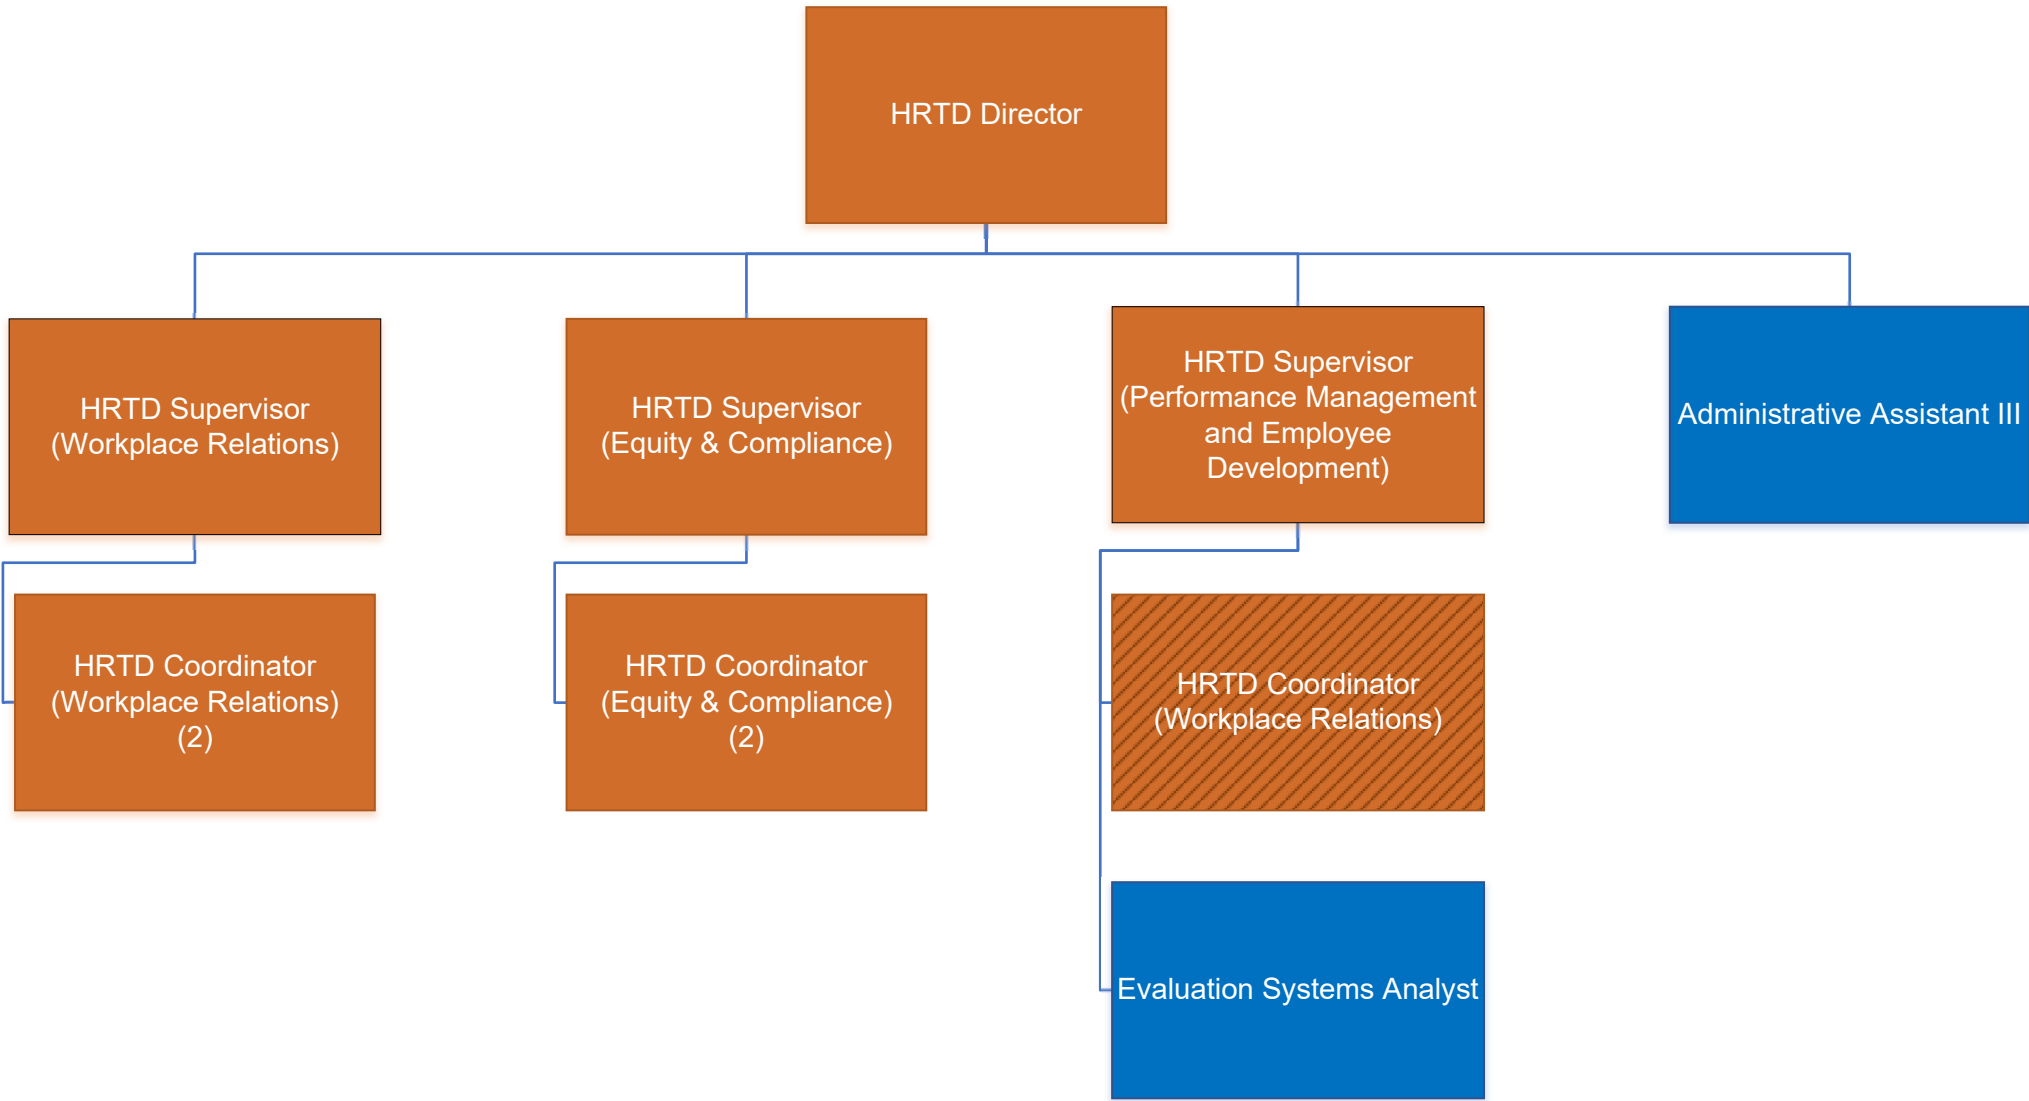 HRTD Director
HRTD Supervisor
(Workplace Relations)
HRTD Supervisor
(Equity & Compliance)
HRTD Supervisor
(Performance Management
and Employee
Development)
Administrative Assistant III
HRTD Coordinator
(Workplace Relations)
(2)
HRTD Coordinator
(Equity & Compliance)
(2)
HRTD Coordinator
(Workplace Relations)
Evaluation Systems Analyst